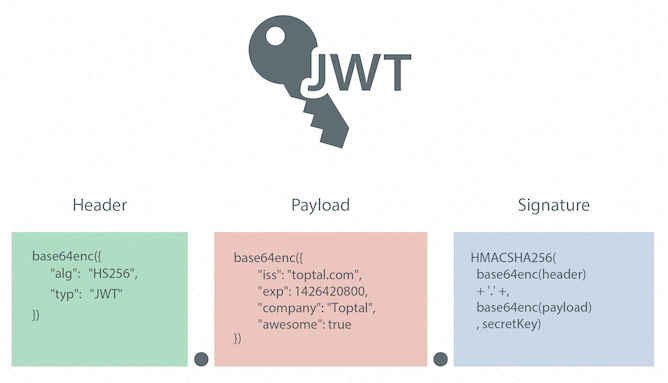 JWT
Header
Payload
Signature
base64enc({
"alg": "HS256",
"typ": "JWT"
})
base64enc({
"iss": "toptal.com",
"exp": 1426420800,
"company": "Toptal",
"awesome": true
})
HMACSHA256(
base64enc(header)
+ '.' +,
base64enc(payload)
, secretKey)